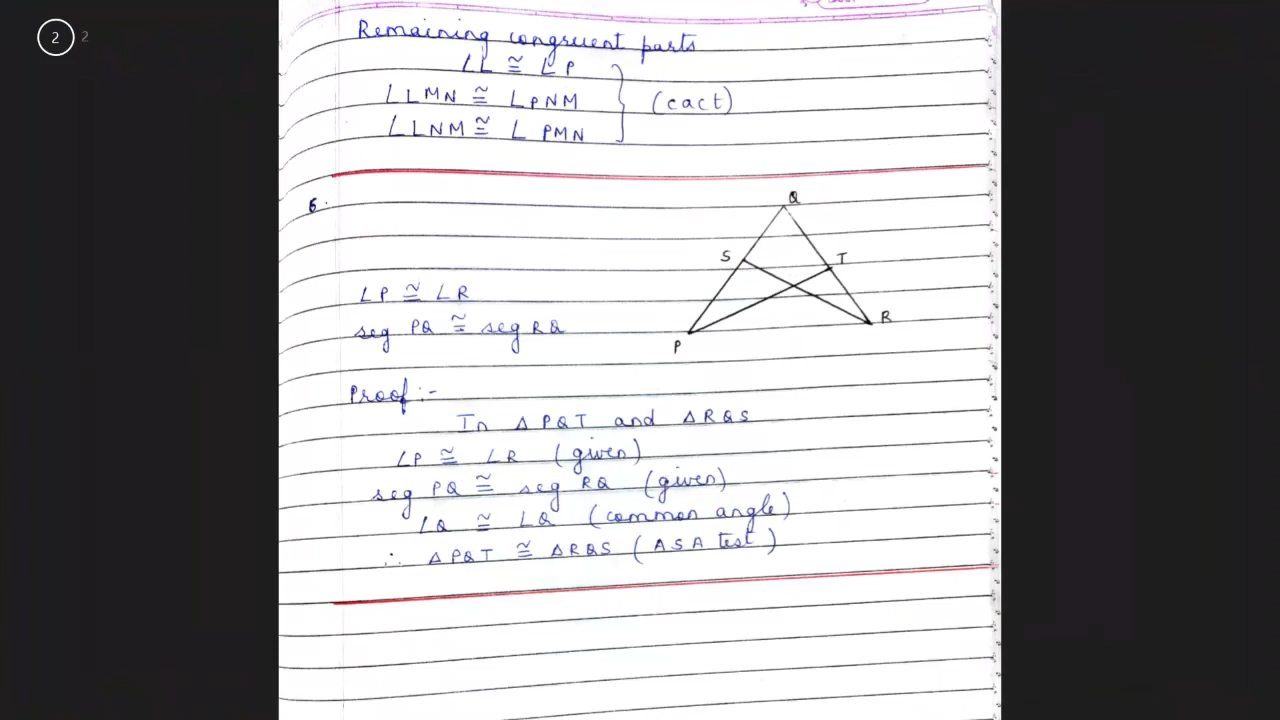 2 2
Remaining congruent parts
∠L ≅ ∠P
∠LMN ≅ ∠PNM } (cact)
∠LNM ≅ ∠PMN
6.
Q
S T
∠P ≅ ∠R
R
seg PQ ≅ seg RQ
P
Proof :-
In △PQT and △RQS
∠P ≅ ∠R (given)
seg PQ ≅ seg RQ (given)
∠Q ≅ ∠Q (common angle)
∴ △PQT ≅ △RQS (ASA test)